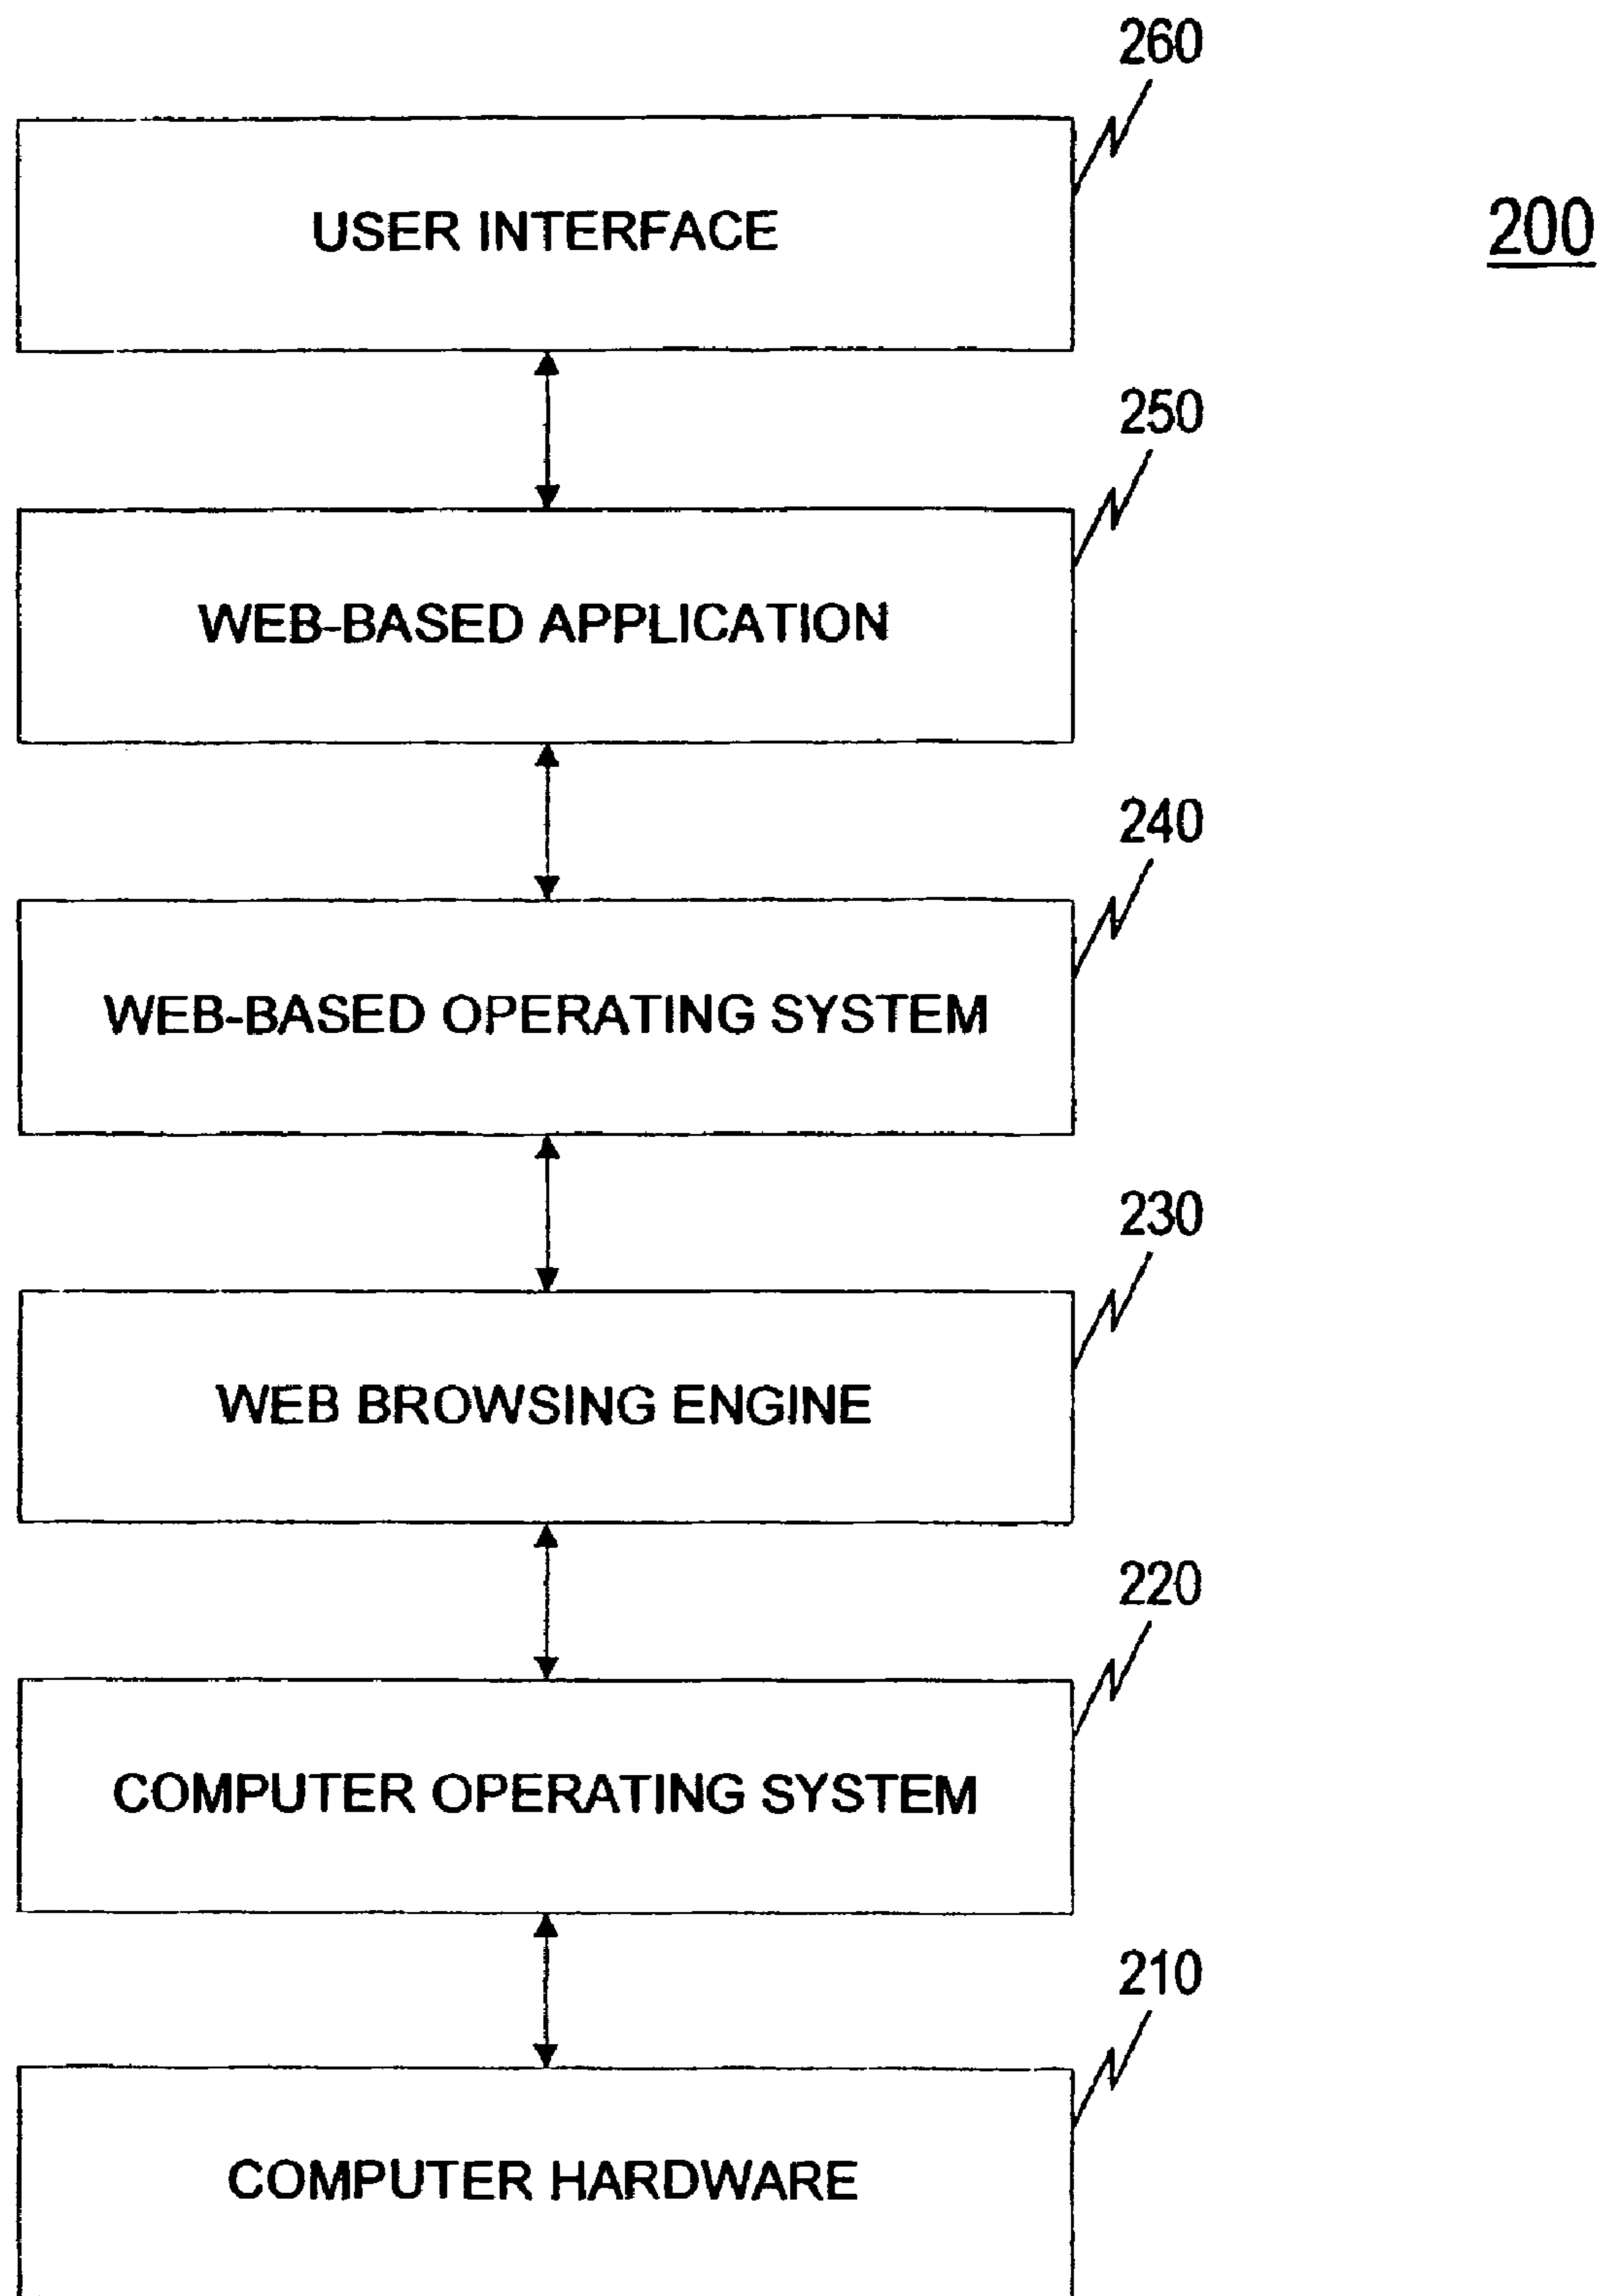 260
USER INTERFACE
200
250
WEB-BASED APPLICATION
240
WEB-BASED OPERATING SYSTEM
230
WEB BROWSING ENGINE
220
COMPUTER OPERATING SYSTEM
210
COMPUTER HARDWARE